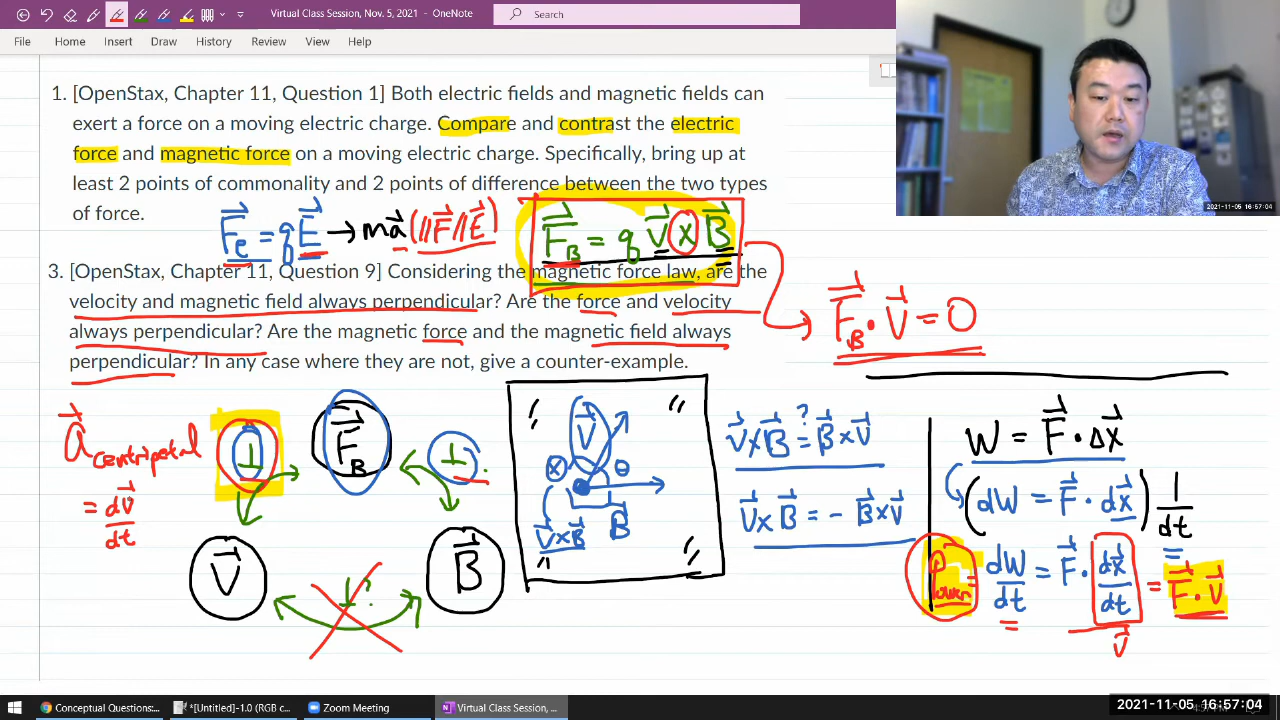 Virtual Class Session, Nov. 5, 2021 - OneNote
Search
File Home Insert Draw History Review View Help
1. [OpenStax, Chapter 11, Question 1] Both electric fields and magnetic fields can
exert a force on a moving electric charge. Compare and contrast the electric
force and magnetic force on a moving electric charge. Specifically, bring up at
least 2 points of commonality and 2 points of difference between the two types
of force.
F⃗e = qE⃗ → ma⃗ (//F⃗//E⃗)
F⃗B = q v⃗ × B⃗
3. [OpenStax, Chapter 11, Question 9] Considering the magnetic force law, are the
velocity and magnetic field always perpendicular? Are the force and velocity
always perpendicular? Are the magnetic force and the magnetic field always
perpendicular? In any case where they are not, give a counter-example.
F⃗B · v⃗ = 0
a⃗ centripetal
= dv⃗/dt
⊥
F⃗B
⊥
v⃗
B⃗
⊥?
v⃗
θ
B⃗
v⃗×B⃗
v⃗×B⃗ ?= B⃗×v⃗
v⃗×B⃗ = - B⃗×v⃗
W = F⃗ · Δx⃗
(dW = F⃗ · dx⃗) 1/dt
Power = dW/dt = F⃗ · dx⃗/dt = F⃗ · v⃗
v⃗
2021-11-05 16:57:04
Conceptual Questions:...
*[Untitled]-1.0 (RGB c...
Zoom Meeting
Virtual Class Session, ...
2021-11-05 16:57:04